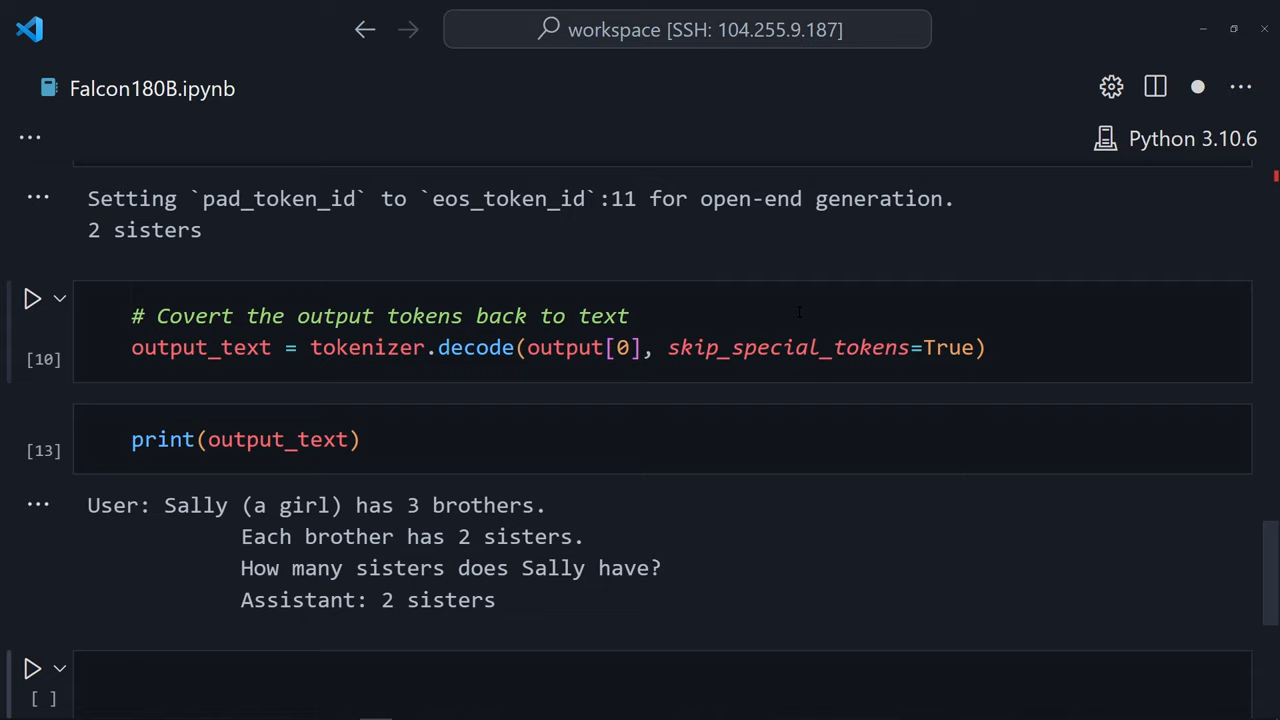 workspace [SSH: 104.255.9.187]
Falcon180B.ipynb
Python 3.10.6
Setting `pad_token_id` to `eos_token_id`:11 for open-end generation.
2 sisters
# Covert the output tokens back to text
output_text = tokenizer.decode(output[0], skip_special_tokens=True)
[10]
print(output_text)
[13]
User: Sally (a girl) has 3 brothers.
Each brother has 2 sisters.
How many sisters does Sally have?
Assistant: 2 sisters
[ ]